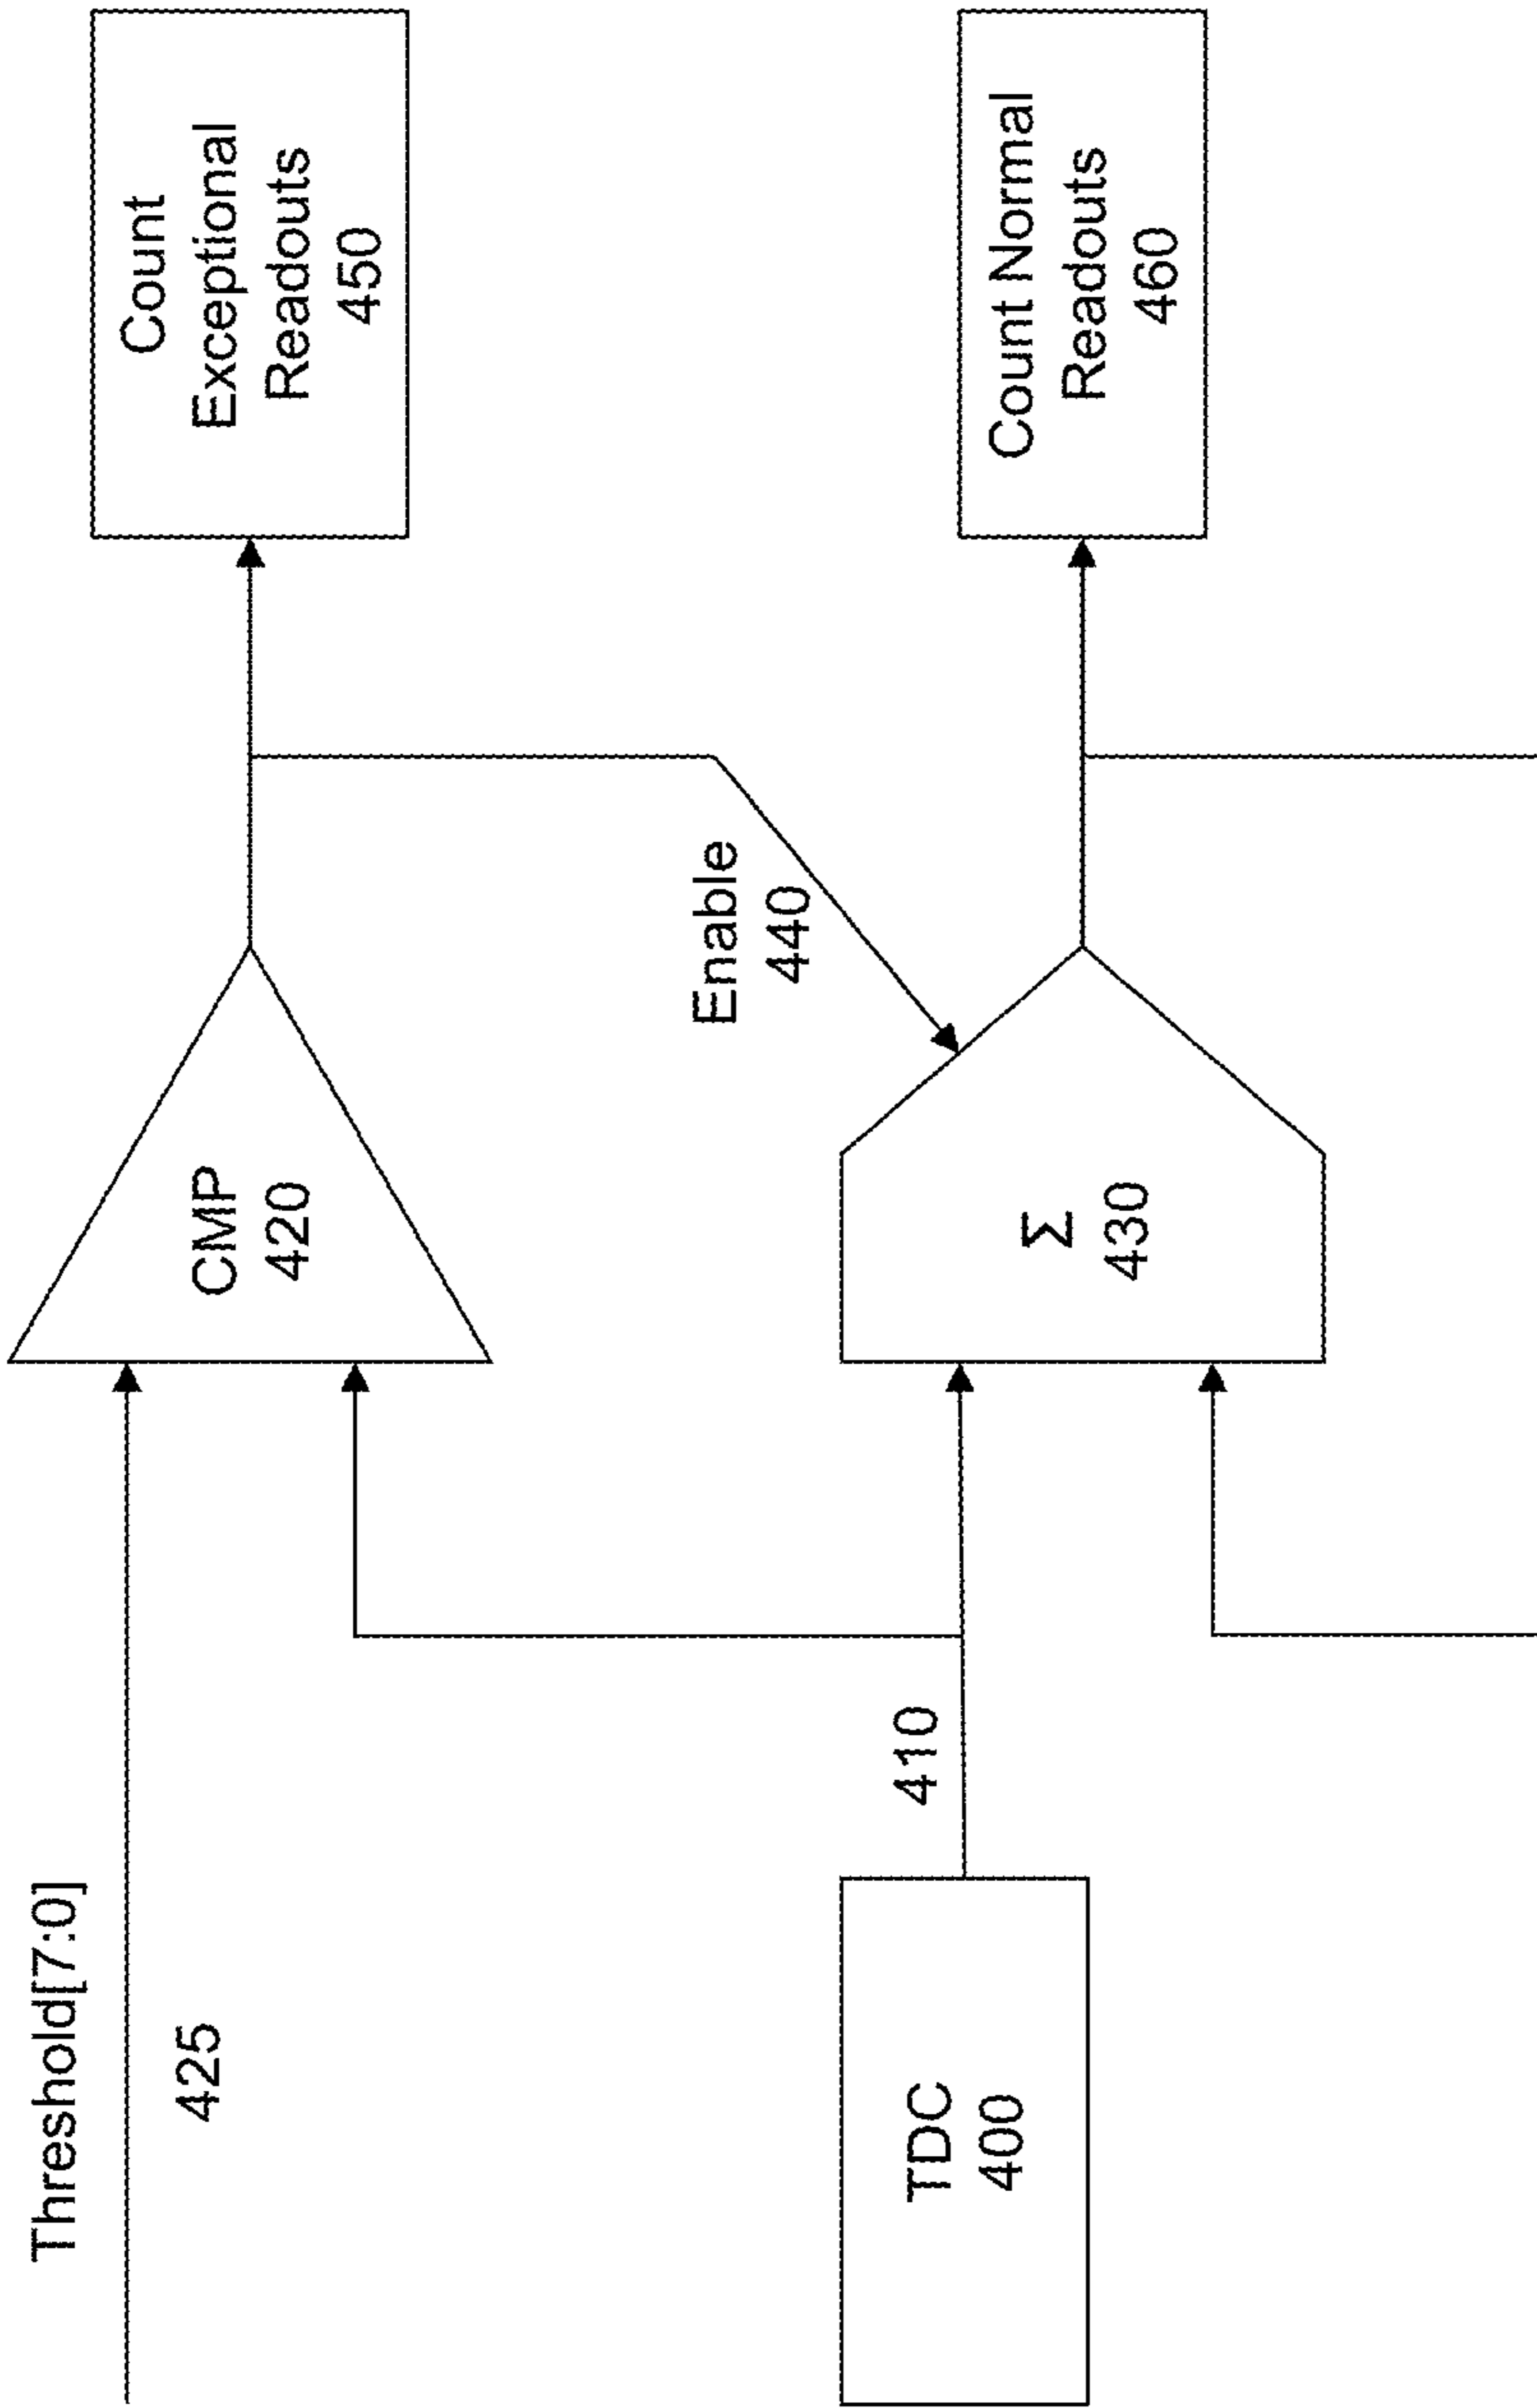 Threshold[7:0]
425
CMP
420
Count
Exceptional
Readouts
450
Enable
440
TDC
400
410
Σ
430
Count Normal
Readouts
460